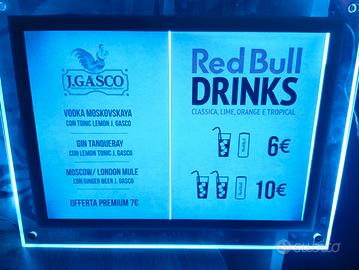 J.GASCO
VODKA MOSKOVSKAYA
CON TONIC LEMON J. GASCO
GIN TANQUERAY
CON LEMON TONIC J. GASCO
MOSCOW/ LONDON MULE
CON GINGER BEER J. GASCO
OFFERTA PREMIUM 7€
Red Bull
DRINKS
CLASSICA, LIME, ORANGE E TROPICAL
6€
10€
subito